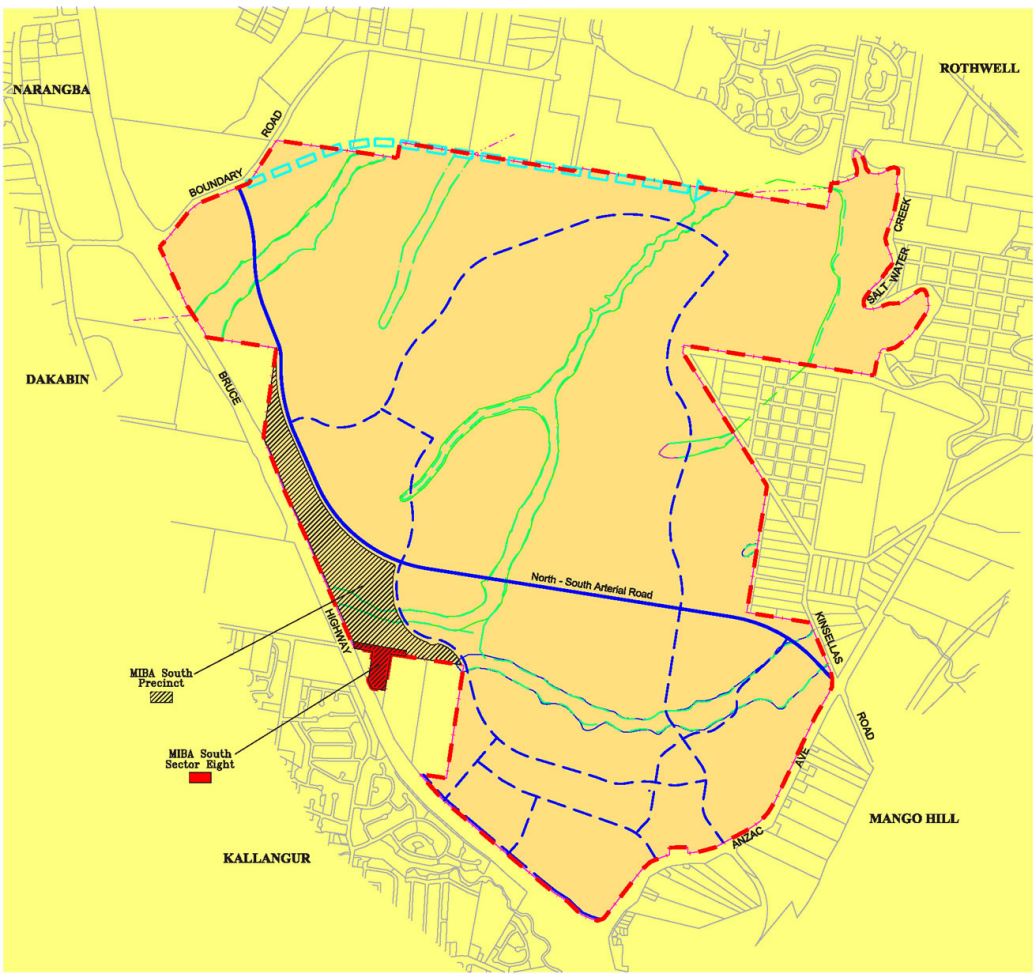 ROTHWELL
NARANGBA
ROAD
BOUNDARY
CREEK
SALT WATER
DAKABIN
BRUCE
North - South Arterial Road
HIGHWAY
KINSELLAS
MIBA South
Precinct
ROAD
MIBA South
Sector Eight
AVE
MANGO HILL
ANZAC
KALLANGUR